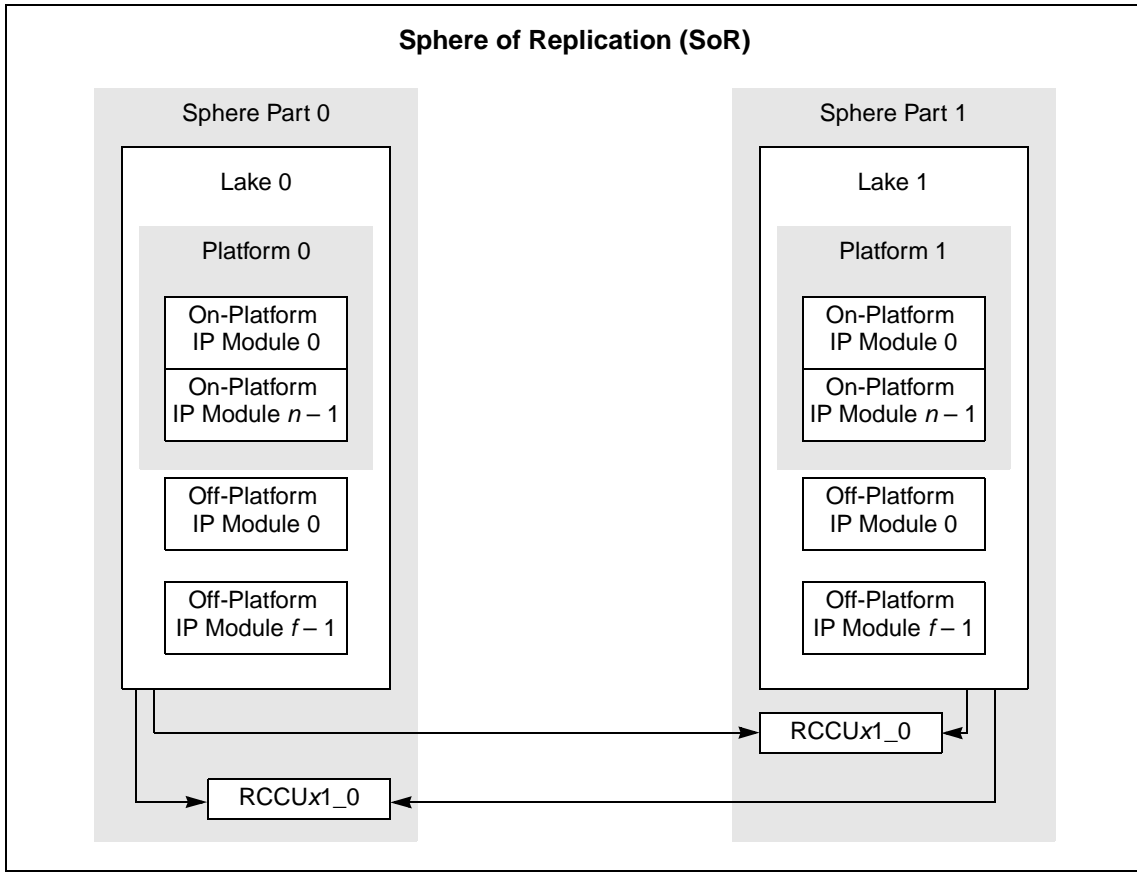 Sphere of Replication (SoR)
Sphere Part 0
Lake 0
Platform 0
On-Platform
IP Module 0
On-Platform
IP Module n – 1
Off-Platform
IP Module 0
Off-Platform
IP Module f – 1
RCCUx1_0
Sphere Part 1
Lake 1
Platform 1
On-Platform
IP Module 0
On-Platform
IP Module n – 1
Off-Platform
IP Module 0
Off-Platform
IP Module f – 1
RCCUx1_0